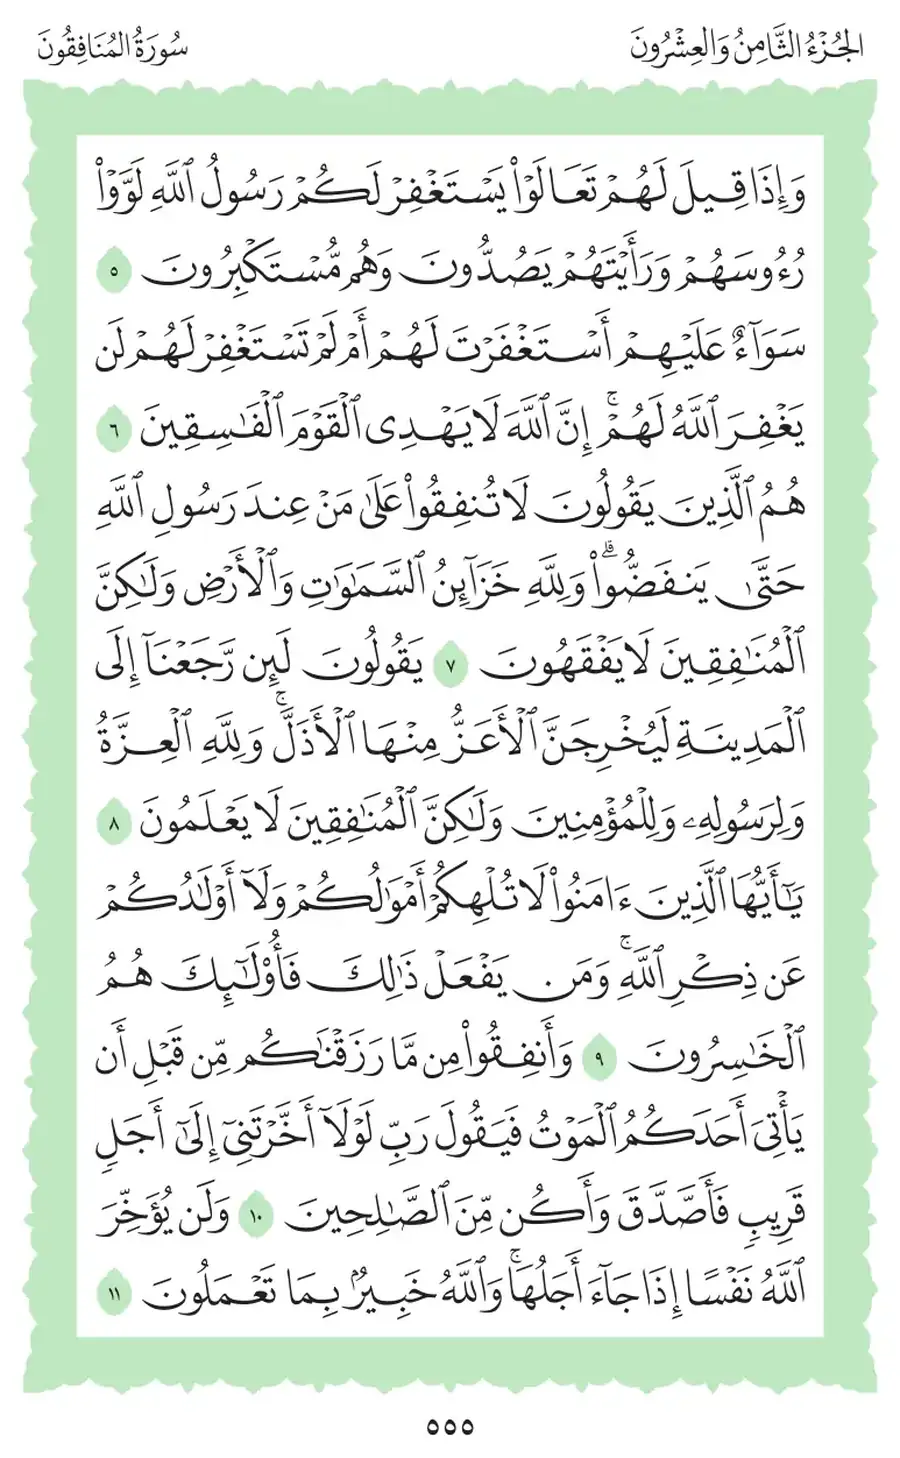 الجُزْءُ الثَّامِنُ وَالعِشْرُونَ
سُورَةُ المُنَافِقُونَ
وَإِذَا قِيلَ لَهُمۡ تَعَالَوۡاْ يَسۡتَغۡفِرۡ لَكُمۡ رَسُولُ ٱللَّهِ لَوَّوۡاْ
رُءُوسَهُمۡ وَرَأَيۡتَهُمۡ يَصُدُّونَ وَهُم مُّسۡتَكۡبِرُونَ ٥
سَوَآءٌ عَلَيۡهِمۡ أَسۡتَغۡفَرۡتَ لَهُمۡ أَمۡ لَمۡ تَسۡتَغۡفِرۡ لَهُمۡ لَن
يَغۡفِرَ ٱللَّهُ لَهُمۡۚ إِنَّ ٱللَّهَ لَا يَهۡدِى ٱلۡقَوۡمَ ٱلۡفَٰسِقِينَ ٦
هُمُ ٱلَّذِينَ يَقُولُونَ لَا تُنفِقُواْ عَلَىٰ مَنۡ عِندَ رَسُولِ ٱللَّهِ
حَتَّىٰ يَنفَضُّواْۗ وَلِلَّهِ خَزَآئِنُ ٱلسَّمَٰوَٰتِ وَٱلۡأَرۡضِ وَلَٰكِنَّ
ٱلۡمُنَٰفِقِينَ لَا يَفۡقَهُونَ ٧ يَقُولُونَ لَئِن رَّجَعۡنَآ إِلَى
ٱلۡمَدِينَةِ لَيُخۡرِجَنَّ ٱلۡأَعَزُّ مِنۡهَا ٱلۡأَذَلَّۚ وَلِلَّهِ ٱلۡعِزَّةُ
وَلِرَسُولِهِۦ وَلِلۡمُؤۡمِنِينَ وَلَٰكِنَّ ٱلۡمُنَٰفِقِينَ لَا يَعۡلَمُونَ ٨
يَٰٓأَيُّهَا ٱلَّذِينَ ءَامَنُواْ لَا تُلۡهِكُمۡ أَمۡوَٰلُكُمۡ وَلَآ أَوۡلَٰدُكُمۡ
عَن ذِكۡرِ ٱللَّهِۚ وَمَن يَفۡعَلۡ ذَٰلِكَ فَأُوْلَٰٓئِكَ هُمُ
ٱلۡخَٰسِرُونَ ٩ وَأَنفِقُواْ مِن مَّا رَزَقۡنَٰكُم مِّن قَبۡلِ أَن
يَأۡتِىَ أَحَدَكُمُ ٱلۡمَوۡتُ فَيَقُولَ رَبِّ لَوۡلَآ أَخَّرۡتَنِىٓ إِلَىٰٓ أَجَلٖ
قَرِيبٖ فَأَصَّدَّقَ وَأَكُن مِّنَ ٱلصَّٰلِحِينَ ١٠ وَلَن يُؤَخِّرَ
ٱللَّهُ نَفۡسًا إِذَا جَآءَ أَجَلُهَاۚ وَٱللَّهُ خَبِيرُۢ بِمَا تَعۡمَلُونَ ١١
٥٥٥